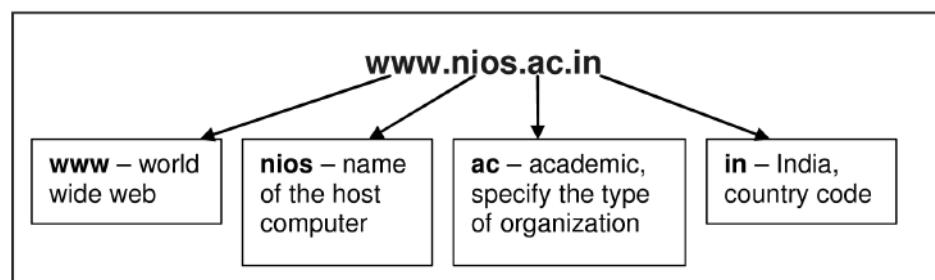 www.nios.ac.in
www – world
wide web
nios – name
of the host
computer
ac – academic,
specify the type
of organization
in – India,
country code